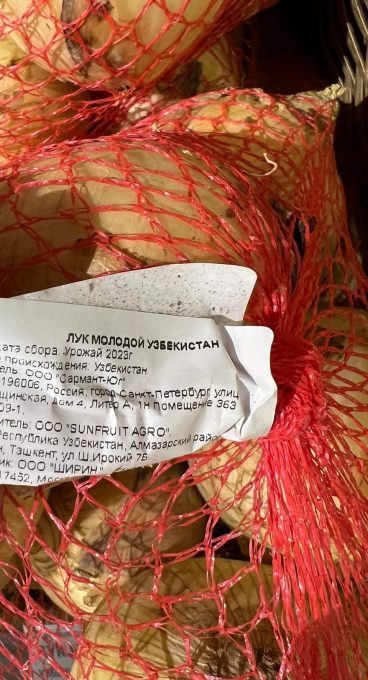 ЛУК МОЛОДОЙ УЗБЕКИСТАН
ата сбора. Урожай 2023г
происхождения. Узбекистан
ель. ООО "Сармант-Юг"
196006, Россия, город Санкт-Петербург улиц
щинская, дом 4, Литер А, 1н Помещение 363
09-1.
итель: ООО "SUNFRUIT AGRO".
Республика Узбекистан, Алмазарский район
н, Ташкент, ул.Ш.Ирокий 7Б
ик: ООО "ШИРИН"
17452, Мос